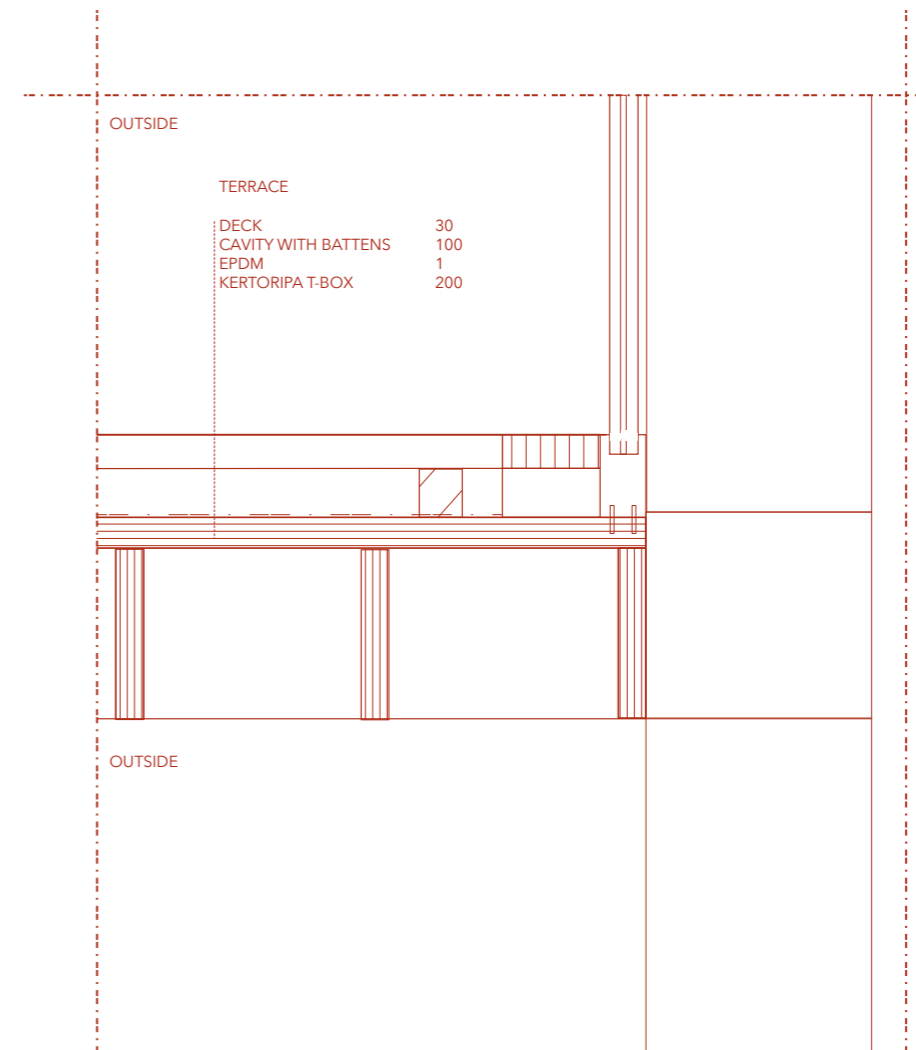 OUTSIDE
TERRACE
DECK 30
CAVITY WITH BATTENS 100
EPDM 1
KERTORIPA T-BOX 200
OUTSIDE